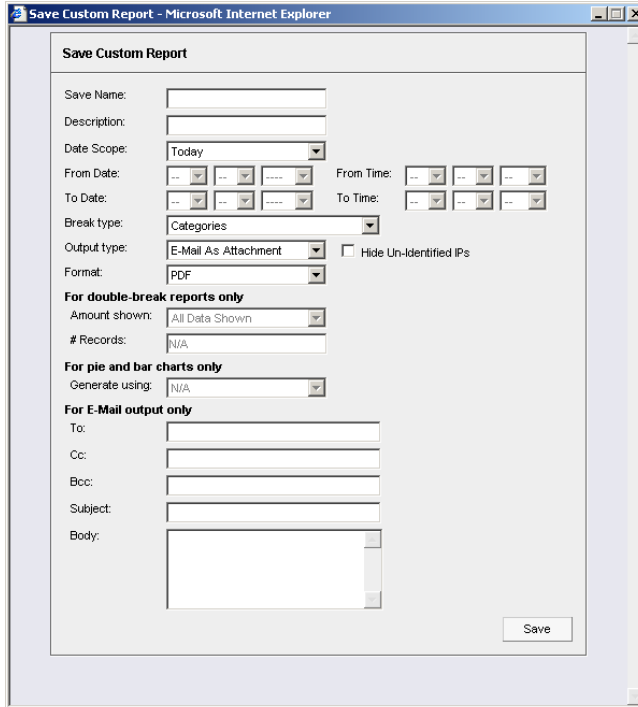 Save Custom Report - Microsoft Internet Explorer
Save Custom Report
Save Name:
Description:
Date Scope: Today
From Date: -- -- ---- From Time: -- -- --
To Date: -- -- ---- To Time: -- -- --
Break type: Categories
Output type: E-Mail As Attachment Hide Un-Identified IPs
Format: PDF
For double-break reports only
Amount shown: All Data Shown
# Records: N/A
For pie and bar charts only
Generate using: N/A
For E-Mail output only
To:
Cc:
Bcc:
Subject:
Body:
Save